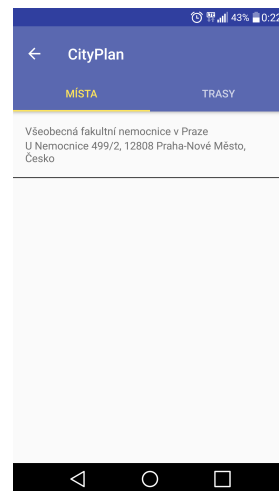 43% 0:22
CityPlan
MÍSTA TRASY
Všeobecná fakultní nemocnice v Praze
U Nemocnice 499/2, 12808 Praha-Nové Město,
Česko